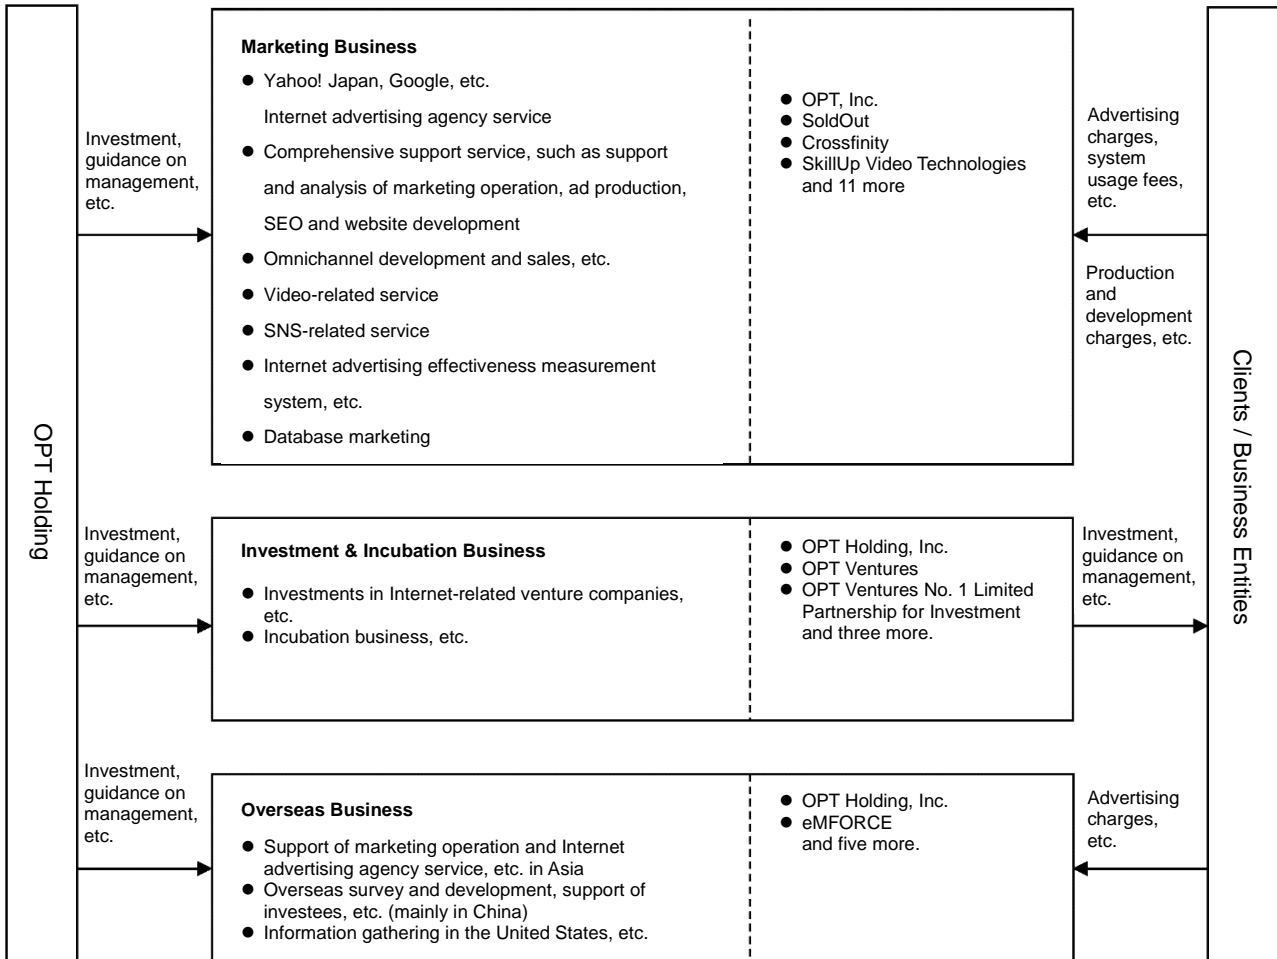 OPT Holding
Investment,
guidance on
management,
etc.
Marketing Business
● Yahoo! Japan, Google, etc.
Internet advertising agency service
● Comprehensive support service, such as support
and analysis of marketing operation, ad production,
SEO and website development
● Omnichannel development and sales, etc.
● Video-related service
● SNS-related service
● Internet advertising effectiveness measurement
system, etc.
● Database marketing
● OPT, Inc.
● SoldOut
● Crossfinity
● SkillUp Video Technologies
and 11 more
Advertising
charges,
system
usage fees,
etc.
Production
and
development
charges, etc.
Clients / Business Entities
Investment,
guidance on
management,
etc.
Investment & Incubation Business
● Investments in Internet-related venture companies,
etc.
● Incubation business, etc.
● OPT Holding, Inc.
● OPT Ventures
● OPT Ventures No. 1 Limited
Partnership for Investment
and three more.
Investment,
guidance on
management,
etc.
Investment,
guidance on
management,
etc.
Overseas Business
● Support of marketing operation and Internet
advertising agency service, etc. in Asia
● Overseas survey and development, support of
investees, etc. (mainly in China)
● Information gathering in the United States, etc.
● OPT Holding, Inc.
● eMFORCE
and five more.
Advertising
charges,
etc.